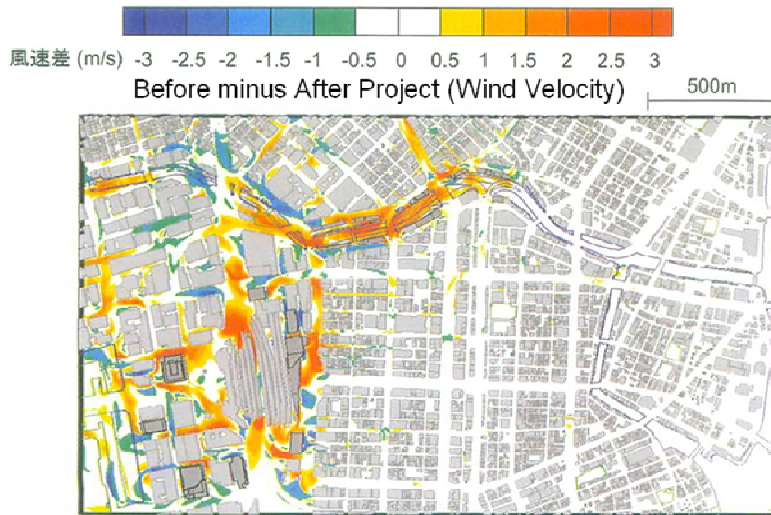 風速差 (m/s) -3 -2.5 -2 -1.5 -1 -0.5 0 0.5 1 1.5 2 2.5 3
Before minus After Project (Wind Velocity)
500m